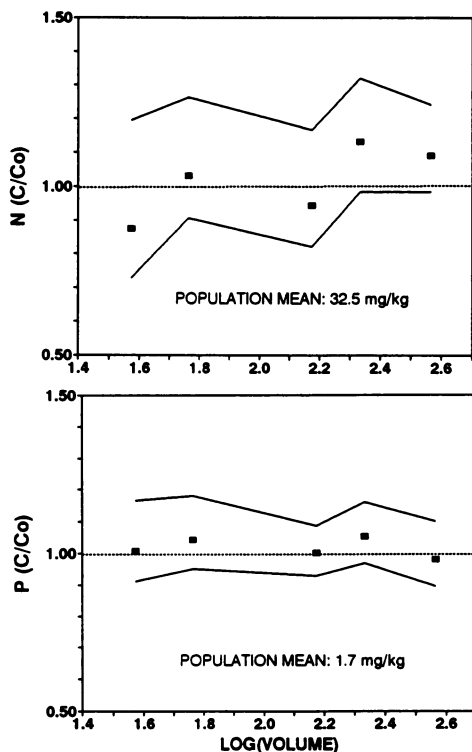 1.50
N (C/Co)
1.00
POPULATION MEAN: 32.5 mg/kg
0.50
1.4 1.6 1.8 2.0 2.2 2.4 2.6
1.50
P (C/Co)
1.00
POPULATION MEAN: 1.7 mg/kg
0.50
1.4 1.6 1.8 2.0 2.2 2.4 2.6
LOG(VOLUME)